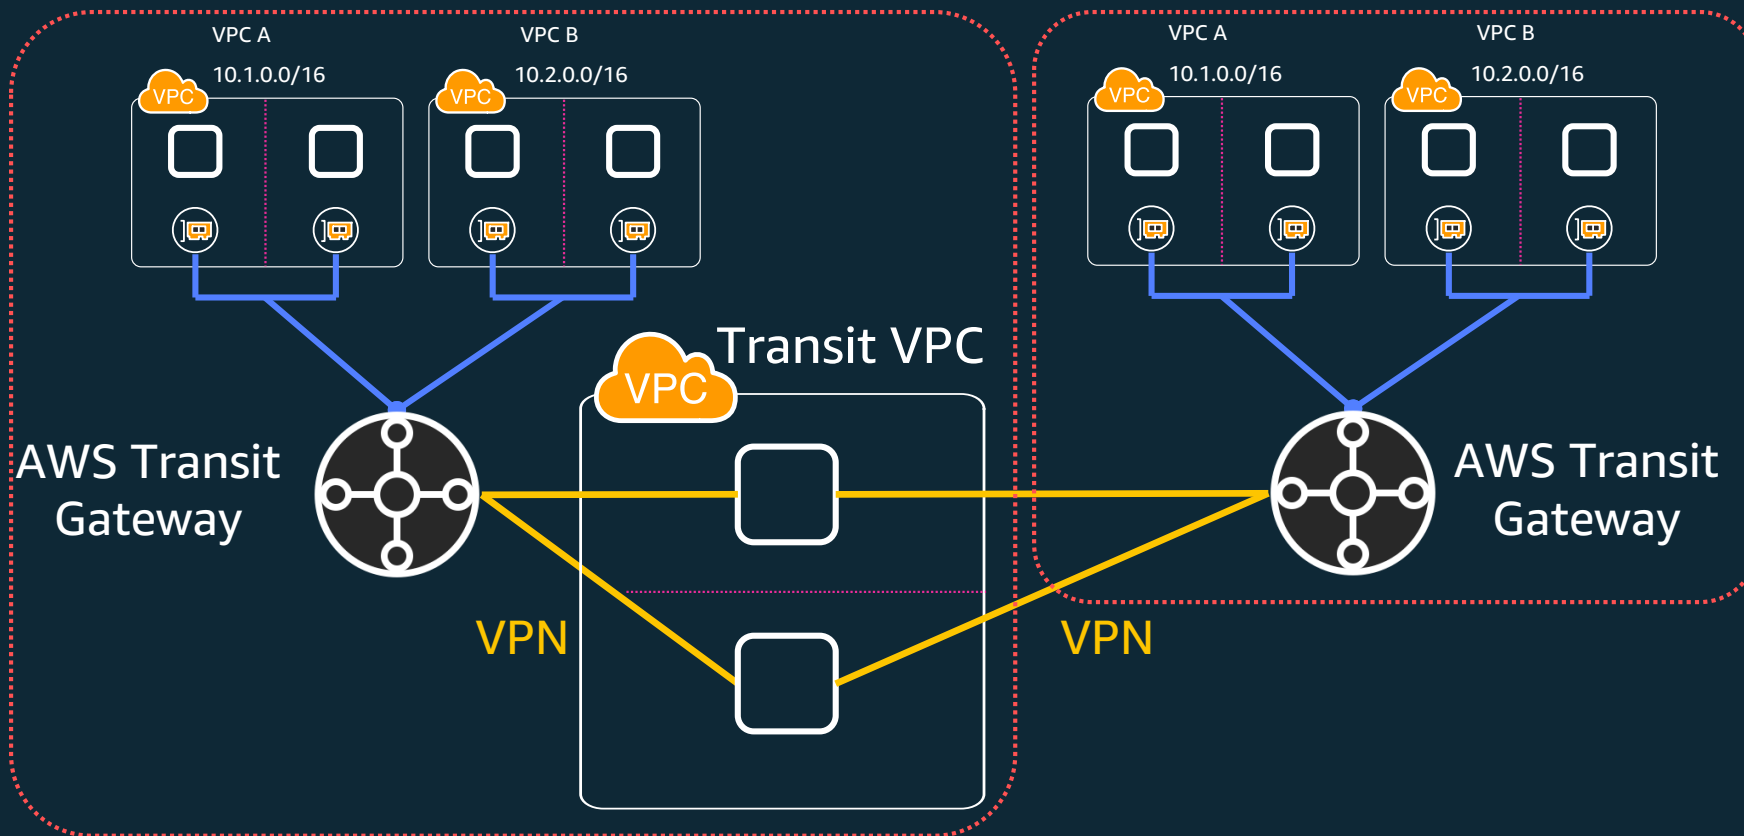 VPC A
VPC B
10.1.0.0/16
10.2.0.0/16
VPC
VPC
VPC A
VPC B
10.1.0.0/16
10.2.0.0/16
VPC
VPC
Transit VPC
VPC
AWS Transit
Gateway
AWS Transit
Gateway
VPN
VPN